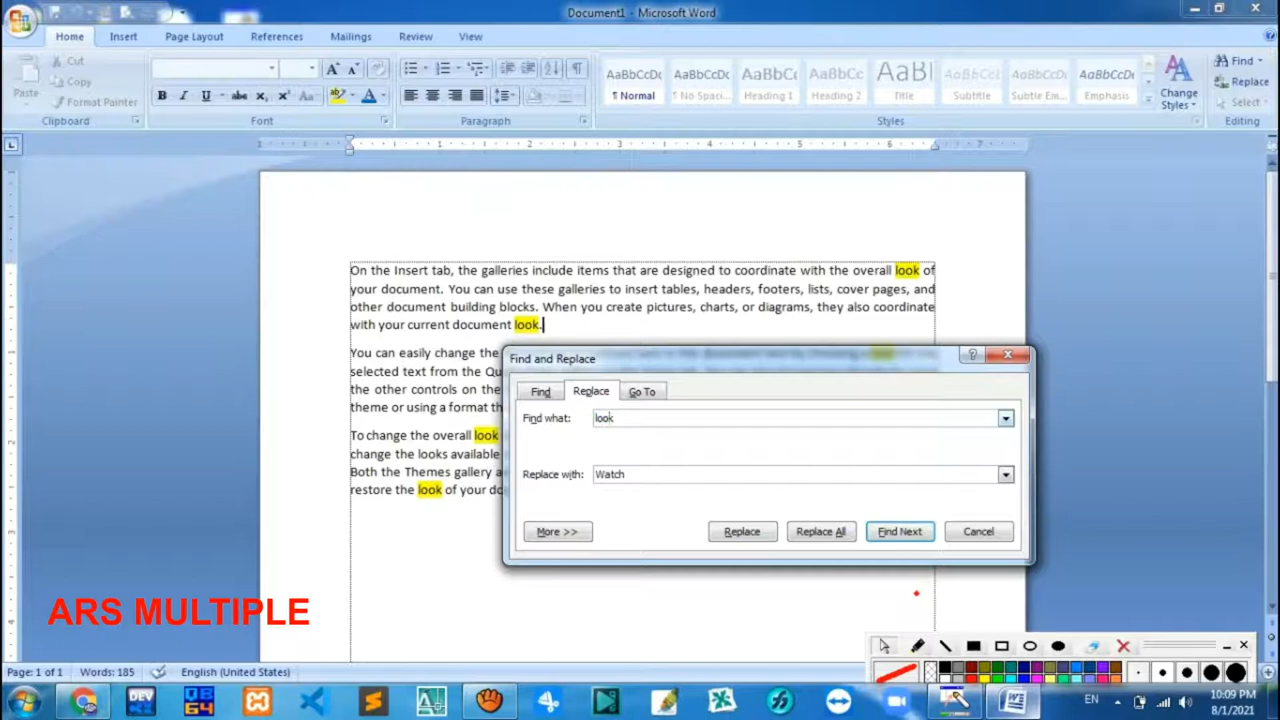 Document1 - Microsoft Word
Home Insert Page Layout References Mailings Review View
Cut
Copy
Format Painter
Paste
Clipboard
Font
Paragraph
AaBbCcDc AaBbCcDc AaBbC( AaBbCc AaBl AaBbCc. AaBbCcDt AaBbCcDt
¶ Normal ¶ No Spaci... Heading 1 Heading 2 Title Subtitle Subtle Em... Emphasis
Change Styles
Styles
Find
Replace
Select
Editing
On the Insert tab, the galleries include items that are designed to coordinate with the overall look of
your document. You can use these galleries to insert tables, headers, footers, lists, cover pages, and
other document building blocks. When you create pictures, charts, or diagrams, they also coordinate
with your current document look.
You can easily change the
selected text from the Qu
the other controls on the
theme or using a format th
To change the overall look
change the looks available
Both the Themes gallery a
restore the look of your do
Find and Replace
Find Replace Go To
Find what: look
Replace with: Watch
More >> Replace Replace All Find Next Cancel
ARS MULTIPLE
Page: 1 of 1 Words: 185 English (United States)
EN
10:09 PM
8/1/2021